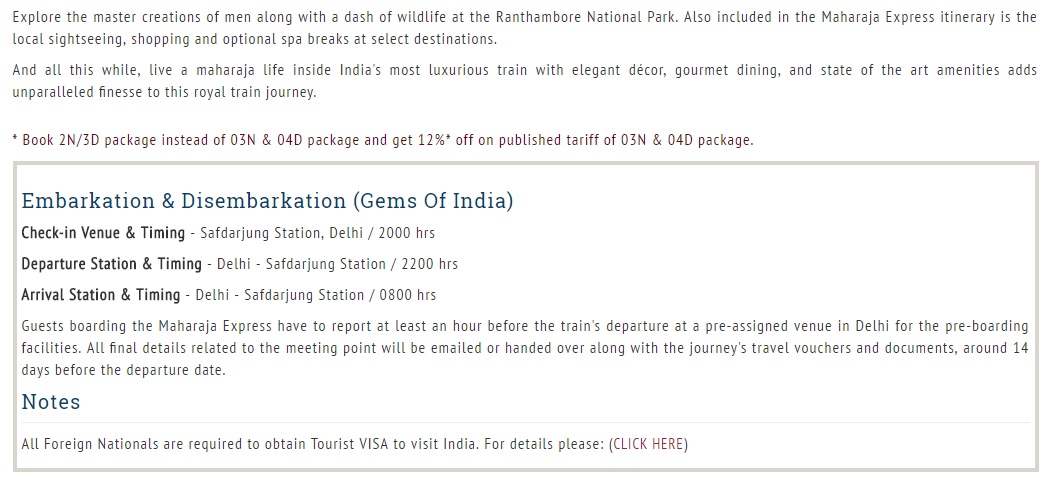 Explore the master creations of men along with a dash of wildlife at the Ranthambore National Park. Also included in the Maharaja Express itinerary is the
local sightseeing, shopping and optional spa breaks at select destinations.
And all this while, live a maharaja life inside India's most luxurious train with elegant décor, gourmet dining, and state of the art amenities adds
unparalleled finesse to this royal train journey.
* Book 2N/3D package instead of 03N & 04D package and get 12%* off on published tariff of 03N & 04D package.
Embarkation & Disembarkation (Gems Of India)
Check-in Venue & Timing - Safdarjung Station, Delhi / 2000 hrs
Departure Station & Timing - Delhi - Safdarjung Station / 2200 hrs
Arrival Station & Timing - Delhi - Safdarjung Station / 0800 hrs
Guests boarding the Maharaja Express have to report at least an hour before the train's departure at a pre-assigned venue in Delhi for the pre-boarding
facilities. All final details related to the meeting point will be emailed or handed over along with the journey's travel vouchers and documents, around 14
days before the departure date.
Notes
All Foreign Nationals are required to obtain Tourist VISA to visit India. For details please: (CLICK HERE)